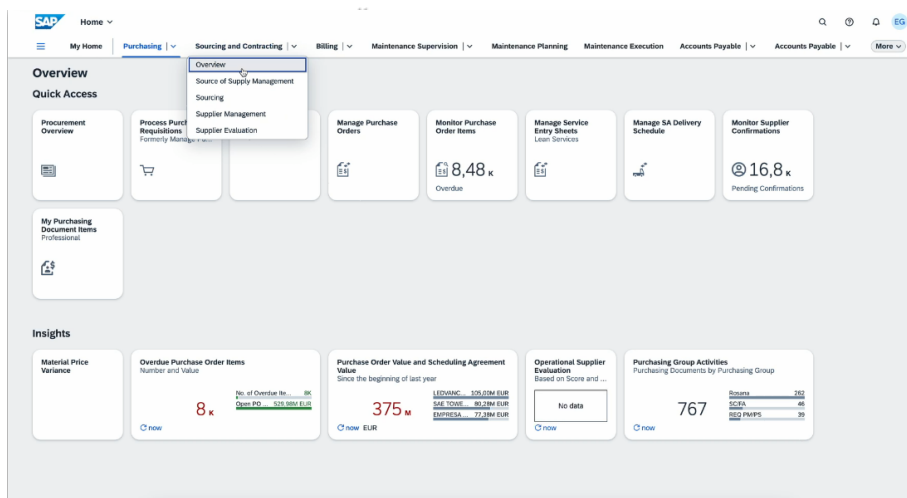 SAP Home
EG
My Home Purchasing Sourcing and Contracting Billing Maintenance Supervision Maintenance Planning Maintenance Execution Accounts Payable Accounts Payable More
Overview
Source of Supply Management
Sourcing
Supplier Management
Supplier Evaluation
Overview
Quick Access
Procurement
Overview
Process
Requisitions
Formerly
Manage Purchase
Orders
Monitor Purchase
Order Items
8,48 K
Overdue
Manage Service
Entry Sheets
Lean Services
Manage SA Delivery
Schedule
Monitor Supplier
Confirmations
16,8 K
Pending Confirmations
My Purchasing
Document Items
Professional
Insights
Material Price
Variance
Overdue Purchase Order Items
Number and Value
8 K
No. of Overdue Ite... 8K
Open PO ... 529.98M EUR
now
Purchase Order Value and Scheduling Agreement
Value
Since the beginning of last year
375 M
LEDVANC... 105,00M EUR
SAE TOWE... 80,28M EUR
EMPRESA ... 77,38M EUR
now EUR
Operational Supplier
Evaluation
Based on Score and ...
No data
now
Purchasing Group Activities
Purchasing Documents by Purchasing Group
767
Rosana 262
SC/FA 46
REQ PM/PS 39
now